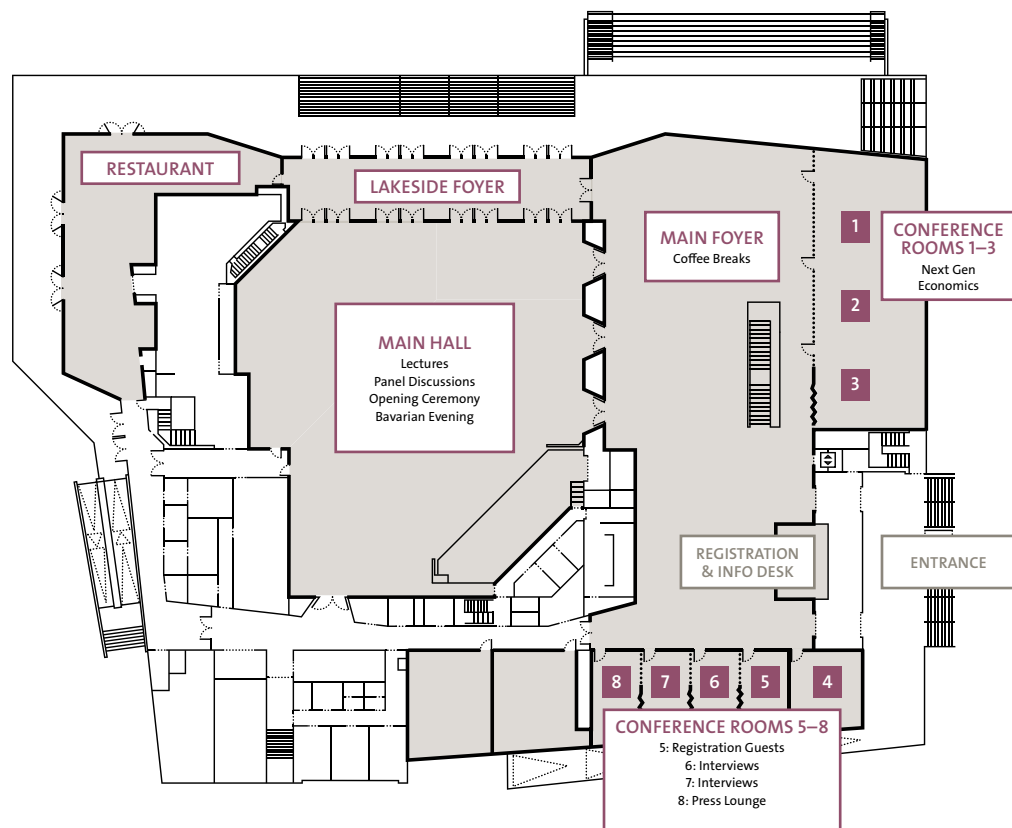 RESTAURANT
LAKESIDE FOYER
MAIN FOYER
Coffee Breaks
1
2
3
CONFERENCE
ROOMS 1–3
Next Gen
Economics
MAIN HALL
Lectures
Panel Discussions
Opening Ceremony
Bavarian Evening
REGISTRATION
& INFO DESK
ENTRANCE
8
7
6
5
4
CONFERENCE ROOMS 5–8
5: Registration Guests
6: Interviews
7: Interviews
8: Press Lounge